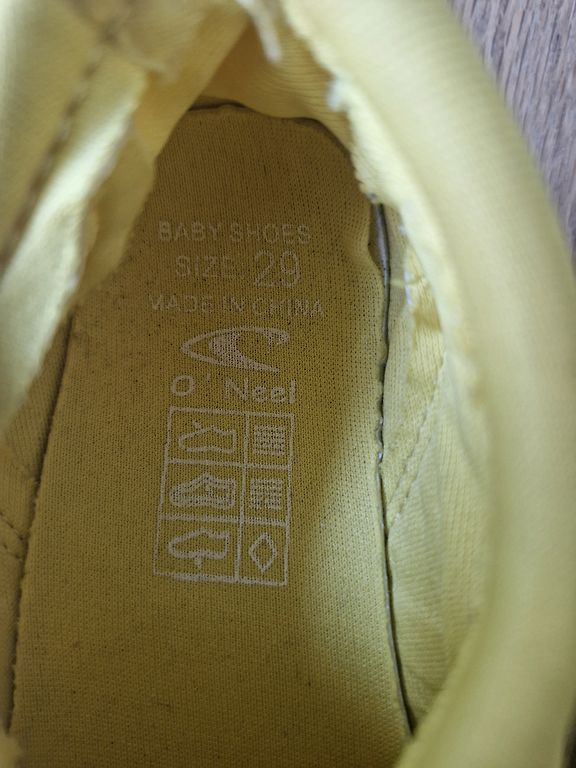 BABY SHOES
SIZE: 29
MADE IN CHINA
O'Neel